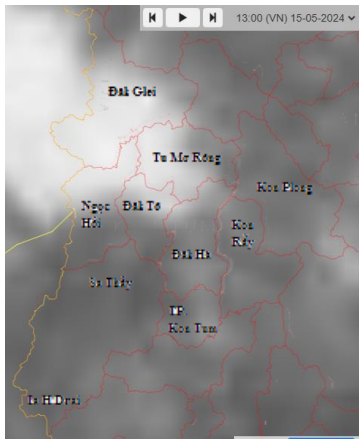 13:00 (VN) 15-05-2024
Đăk Glei
Tu Mơ Rông
Kon Plong
Ngọc
Hồi
Đăk Tô
Kon
Rẫy
Đăk Hà
Sa Thầy
TP.
Kon Tum
Ia H Drai